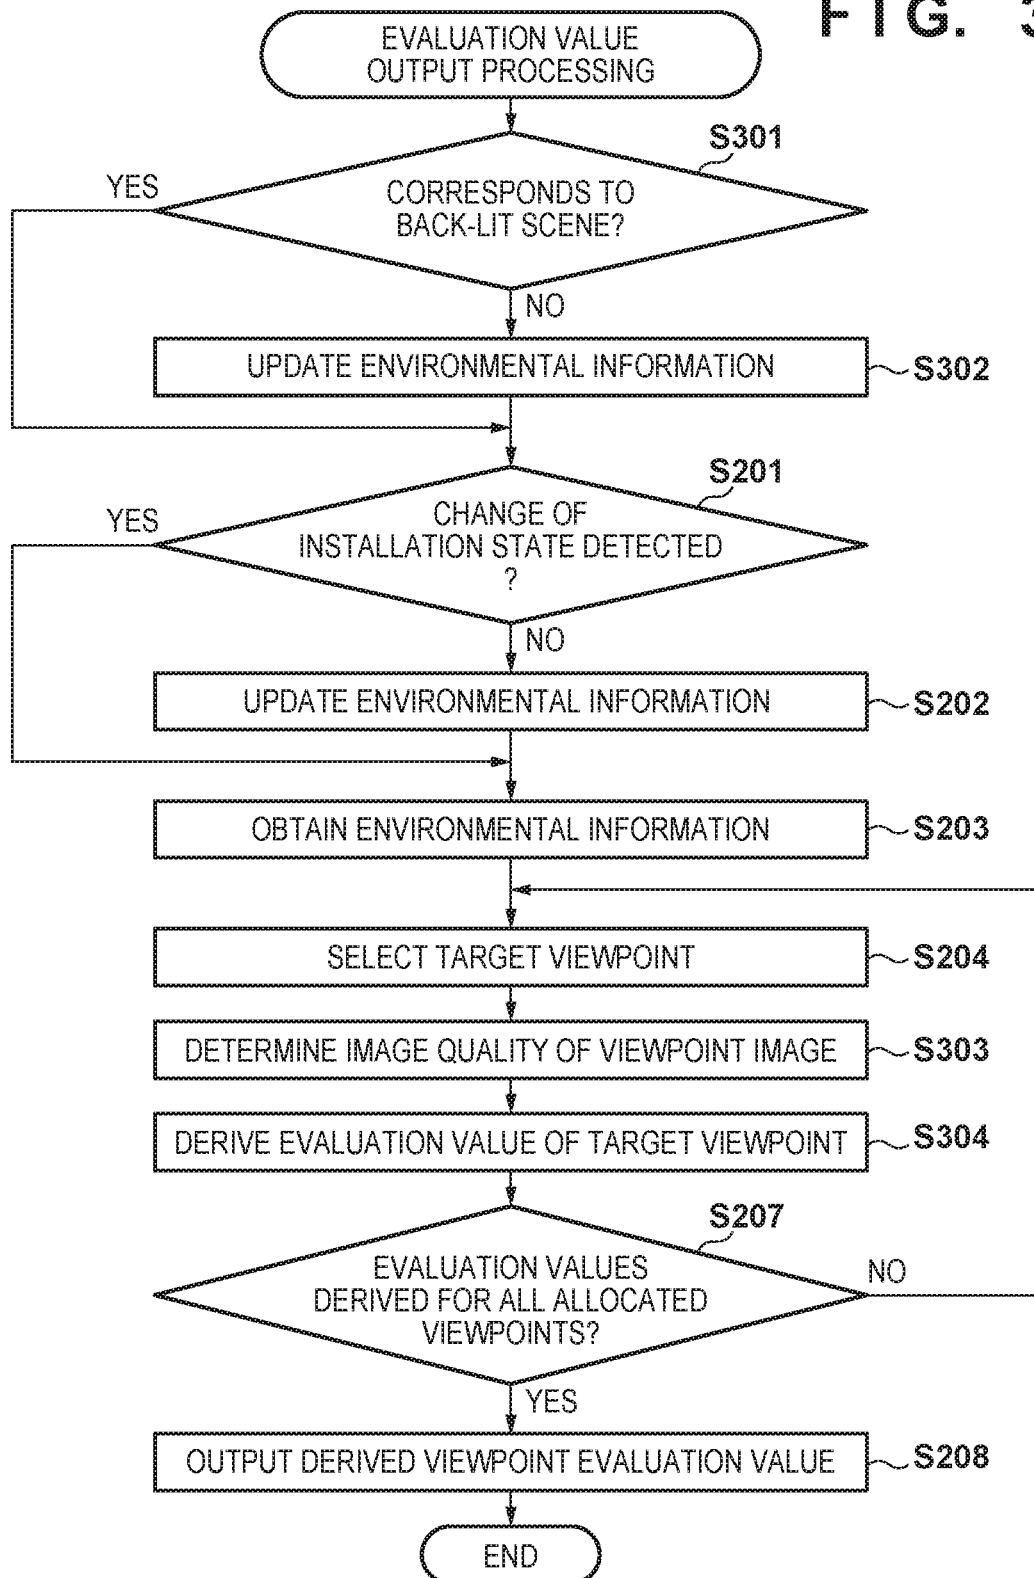 FIG. 3
EVALUATION VALUE
OUTPUT PROCESSING
S301
YES
CORRESPONDS TO
BACK-LIT SCENE?
NO
UPDATE ENVIRONMENTAL INFORMATION
S302
S201
YES
CHANGE OF
INSTALLATION STATE DETECTED
?
NO
UPDATE ENVIRONMENTAL INFORMATION
S202
OBTAIN ENVIRONMENTAL INFORMATION
S203
SELECT TARGET VIEWPOINT
S204
DETERMINE IMAGE QUALITY OF VIEWPOINT IMAGE
S303
DERIVE EVALUATION VALUE OF TARGET VIEWPOINT
S304
S207
EVALUATION VALUES
DERIVED FOR ALL ALLOCATED
VIEWPOINTS?
NO
YES
OUTPUT DERIVED VIEWPOINT EVALUATION VALUE
S208
END